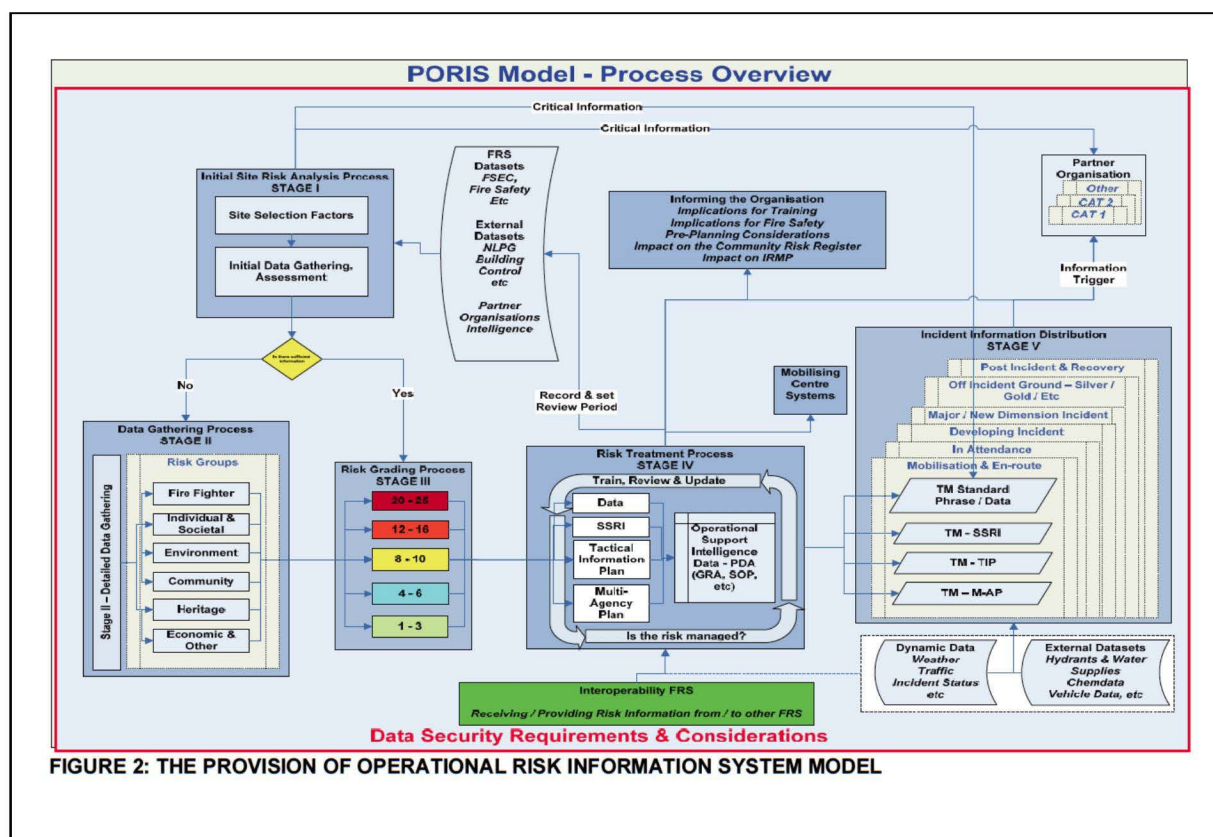 PORIS Model - Process Overview
Critical Information
Critical Information
Initial Site Risk Analysis Process
STAGE I
Site Selection Factors
Initial Data Gathering,
Assessment
Is there sufficient
information
No
Yes
FRS
Datasets
FSEC,
Fire Safety
Etc
External
Datasets
NLPG
Building
Control
etc
Partner
Organisations
Intelligence
Informing the Organisation
Implications for Training
Implications for Fire Safety
Pre-Planning Considerations
Impact on the Community Risk Register
Impact on IRMP
Partner
Organisation
Other
CAT 2
CAT 1
Information
Trigger
Record & set
Review Period
Mobilising
Centre
Systems
Data Gathering Process
STAGE II
Stage II – Detailed Data Gathering
Risk Groups
Fire Fighter
Individual &
Societal
Environment
Community
Heritage
Economic &
Other
Risk Grading Process
STAGE III
20 - 25
12 - 16
8 - 10
4 - 6
1 - 3
Risk Treatment Process
STAGE IV
Train, Review & Update
Data
SSRI
Tactical
Information
Plan
Multi-
Agency
Plan
Operational
Support
Intelligence
Data - PDA
(GRA, SOP,
etc)
Is the risk managed?
Incident Information Distribution
STAGE V
Post Incident & Recovery
Off Incident Ground – Silver /
Gold / Etc
Major / New Dimension Incident
Developing Incident
In Attendance
Mobilisation & En-route
TM Standard
Phrase / Data
TM - SSRI
TM - TIP
TM – M-AP
Dynamic Data
Weather
Traffic
Incident Status
etc
External Datasets
Hydrants & Water
Supplies
Chemdata
Vehicle Data, etc
Interoperability FRS
Receiving / Providing Risk Information from / to other FRS
Data Security Requirements & Considerations
FIGURE 2: THE PROVISION OF OPERATIONAL RISK INFORMATION SYSTEM MODEL